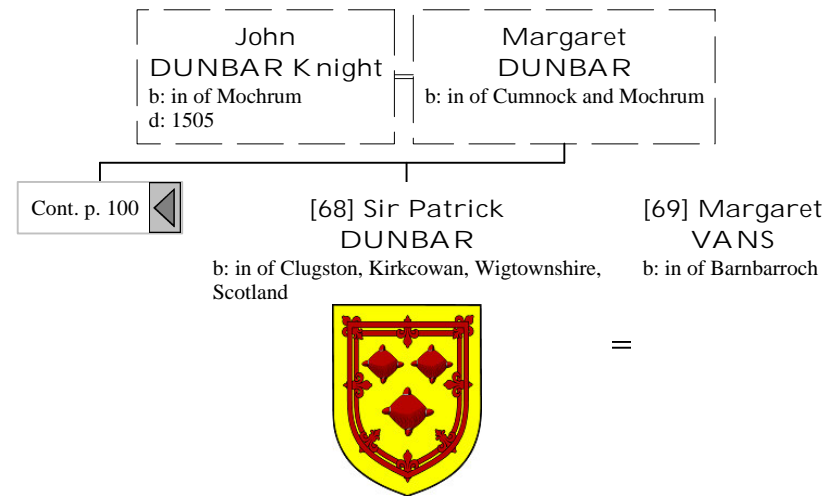 John
DUNBAR Knight
b: in of Mochrum
d: 1505
=
Margaret
DUNBAR
b: in of Cumnock and Mochrum
Cont. p. 100
[68] Sir Patrick
DUNBAR
b: in of Clugston, Kirkcowan, Wigtownshire,
Scotland
=
[69] Margaret
VANS
b: in of Barnbarroch